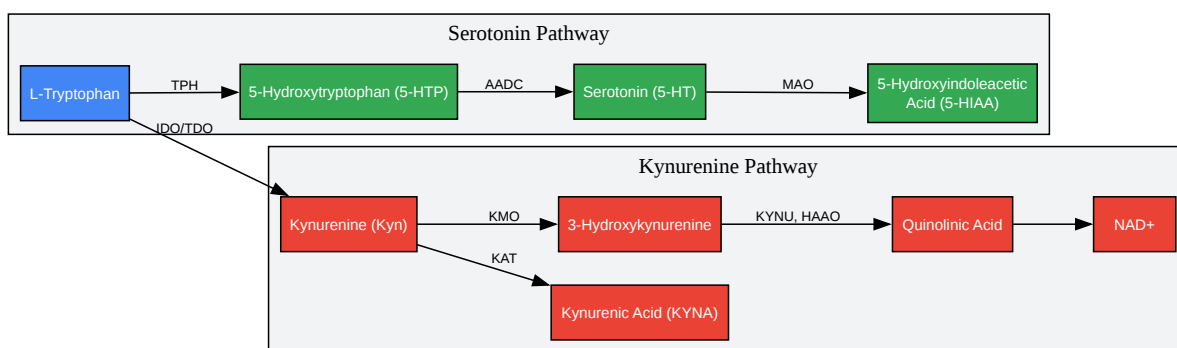 Serotonin Pathway
L-Tryptophan
TPH
5-Hydroxytryptophan (5-HTP)
AADC
Serotonin (5-HT)
MAO
5-Hydroxyindoleacetic
Acid (5-HIAA)
IDO/TDO
Kynurenine Pathway
Kynurenine (Kyn)
KMO
3-Hydroxykynurenine
KYNU, HAAO
Quinolinic Acid
NAD+
KAT
Kynurenic Acid (KYNA)